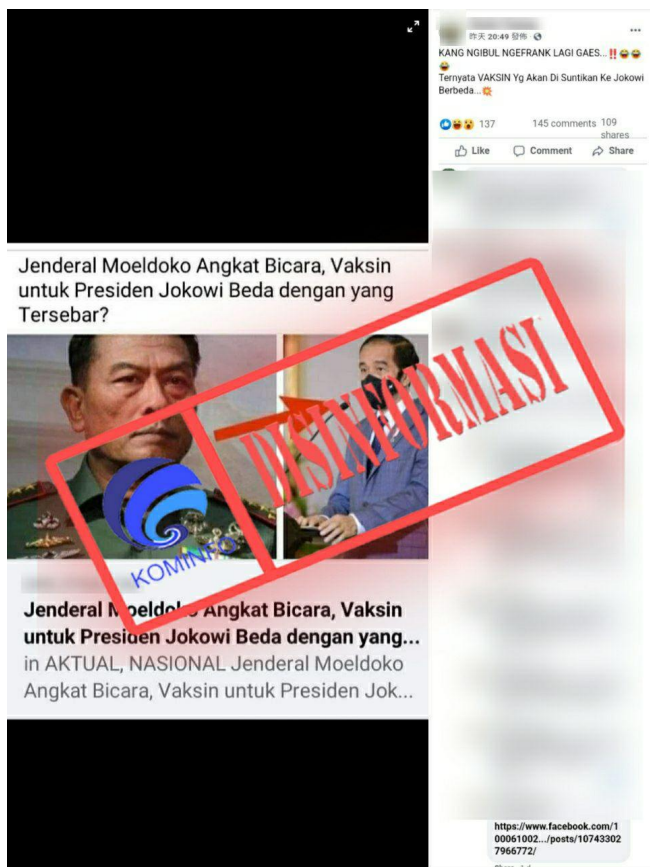 Jenderal Moeldoko Angkat Bicara, Vaksin
untuk Presiden Jokowi Beda dengan yang
Tersebar?
DISINFORMASI
KOMINFO
Jenderal Moeldoko Angkat Bicara, Vaksin
untuk Presiden Jokowi Beda dengan yang...
in AKTUAL, NASIONAL Jenderal Moeldoko
Angkat Bicara, Vaksin untuk Presiden Jok...
昨天 20:49 發佈 ·
KANG NGIBUL NGEFRANK LAGI GAES...‼️😂😂
😂
Ternyata VAKSIN Yg Akan Di Suntikan Ke Jokowi
Berbeda...💥
137 145 comments 109
shares
Like Comment Share
https://www.facebook.com/1
00061002.../posts/10743302
7966772/